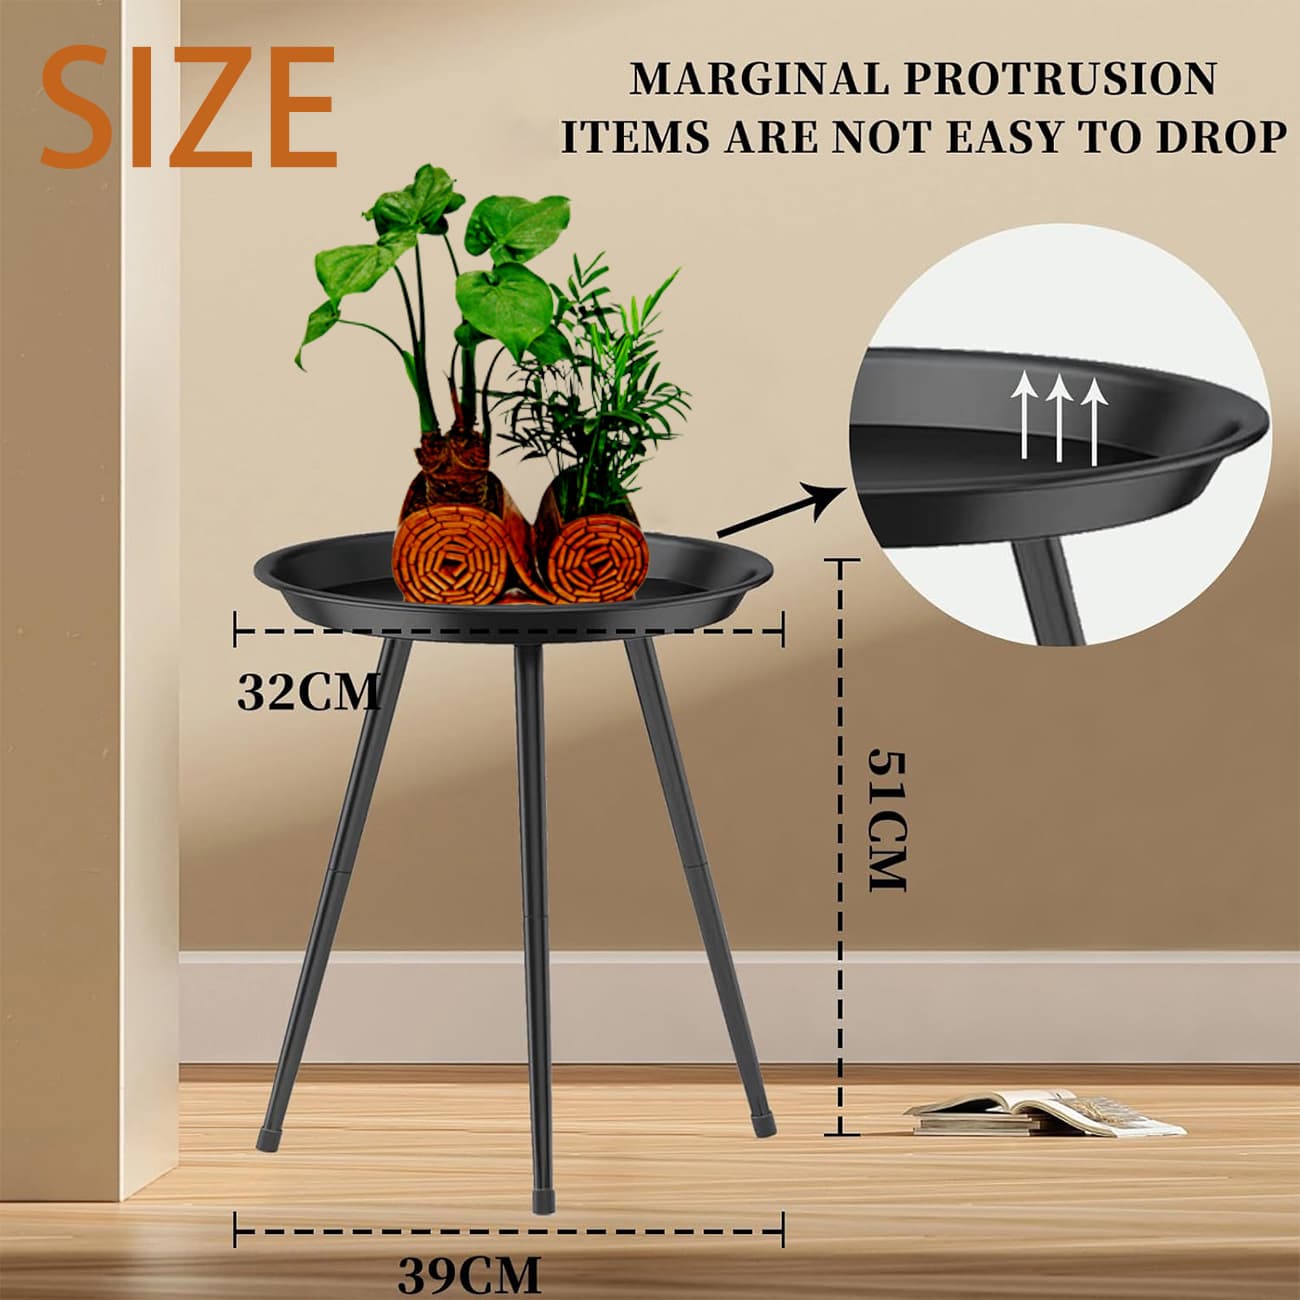 SIZE
MARGINAL PROTRUSION
ITEMS ARE NOT EASY TO DROP
32CM
51CM
39CM